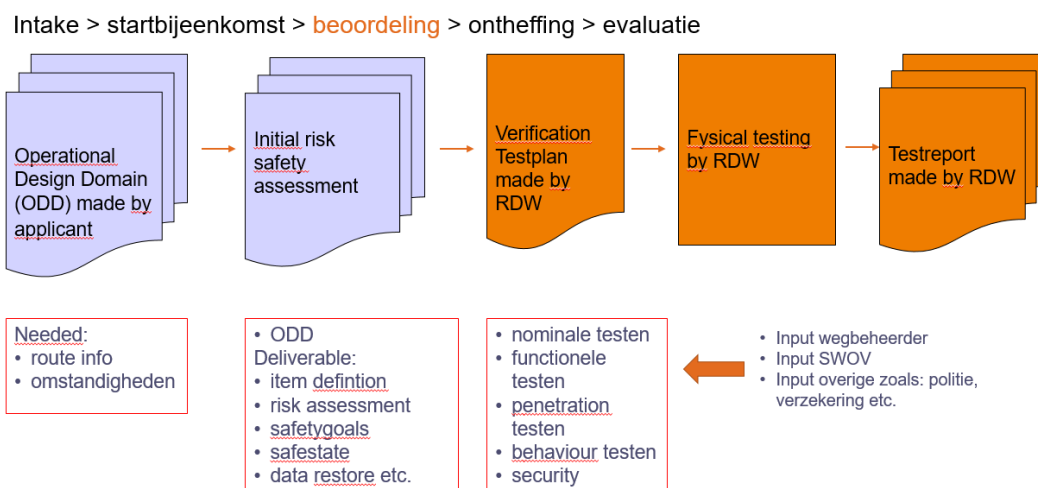 Intake > startbijeenkomst > beoordeling > ontheffing > evaluatie
Operational
Design Domain
(ODD) made by
applicant
Initial risk
safety
assessment
Verification
Testplan
made by
RDW
Fysical testing
by RDW
Testreport
made by RDW
Needed:
• route info
• omstandigheden
• ODD
Deliverable:
• item defintion
• risk assessment
• safetygoals
• safestate
• data restore etc.
• nominale testen
• functionele
testen
• penetration
testen
• behaviour testen
• security
• Input wegbeheerder
• Input SWOV
• Input overige zoals: politie,
verzekering etc.